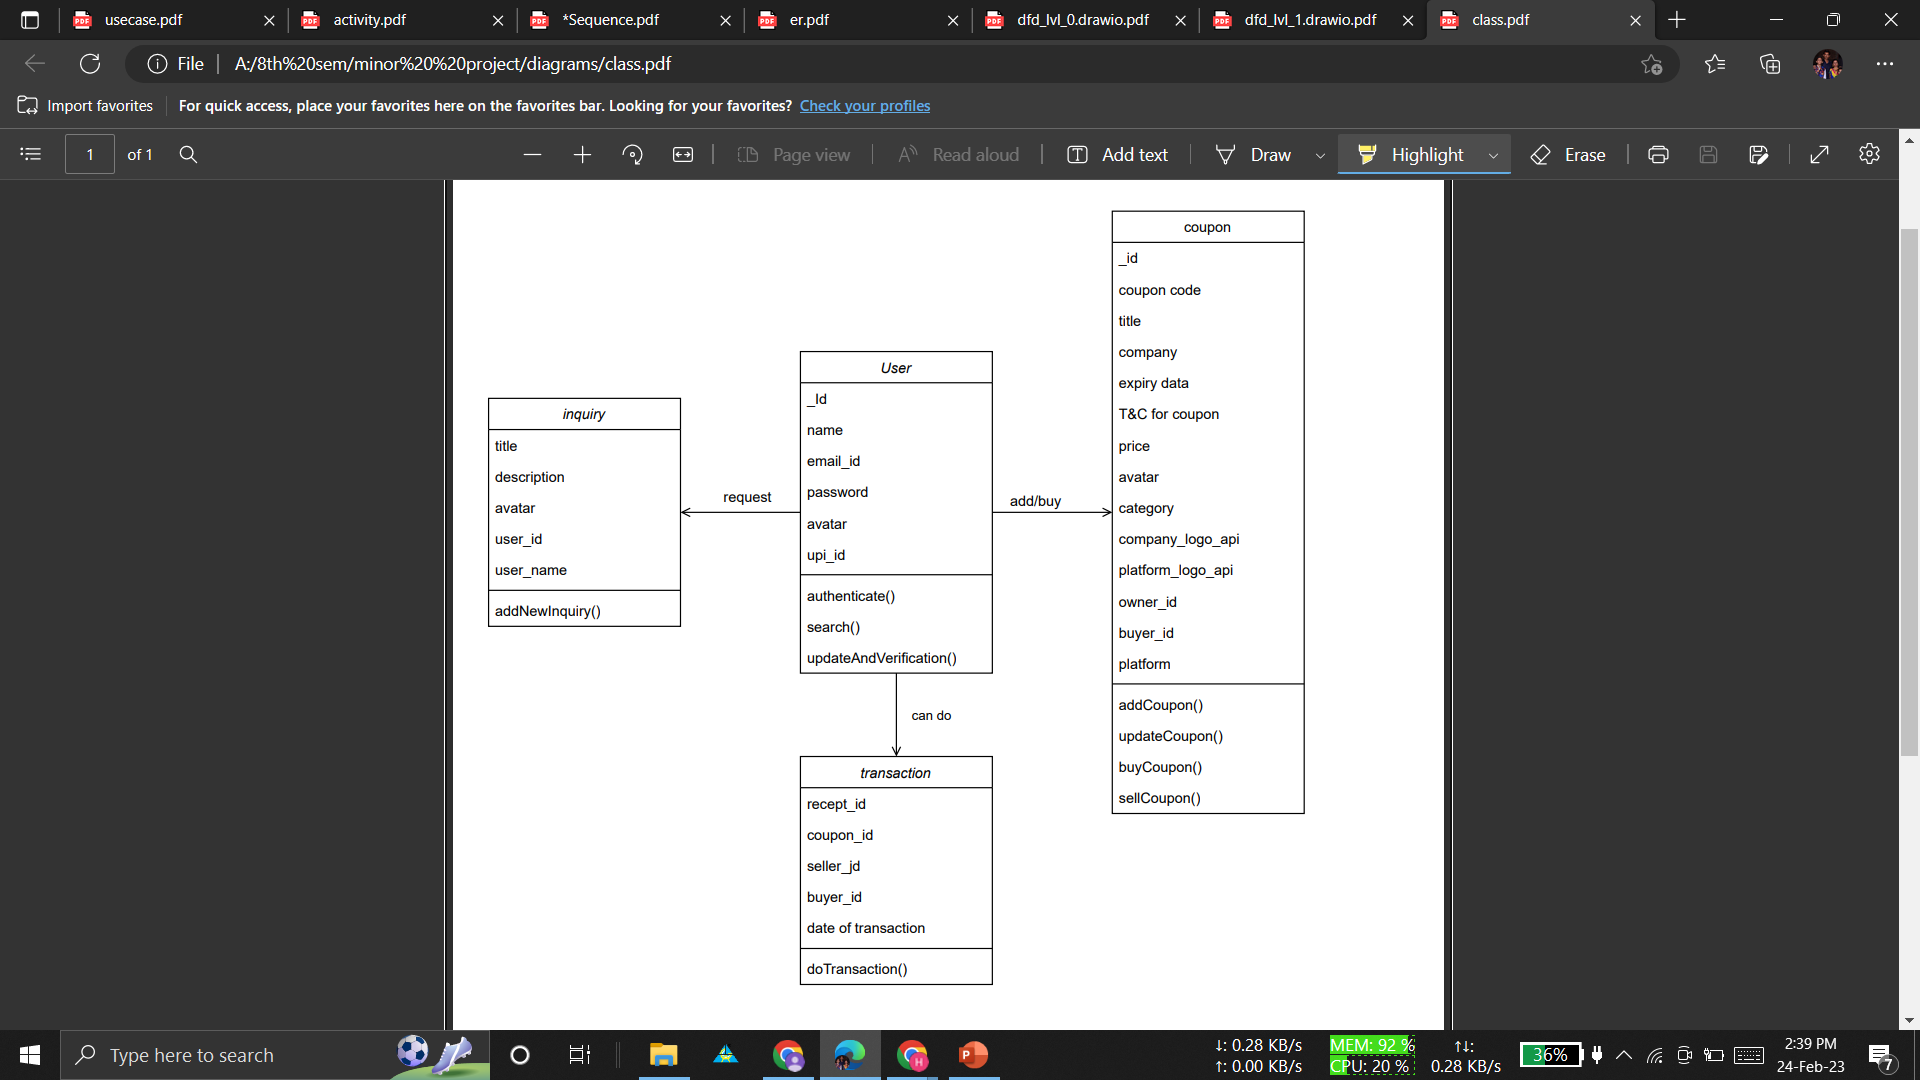 usecase.pdf
activity.pdf
*Sequence.pdf
er.pdf
dfd_lvl_0.drawio.pdf
dfd_lvl_1.drawio.pdf
class.pdf
File
A:/8th%20sem/minor%20%20project/diagrams/class.pdf
Import favorites
For quick access, place your favorites here on the favorites bar. Looking for your favorites? Check your profiles
1 of 1
Page view
Read aloud
Add text
Draw
Highlight
Erase
inquiry
title
description
avatar
user_id
user_name
addNewInquiry()
request
User
_Id
name
email_id
password
avatar
upi_id
authenticate()
search()
updateAndVerification()
add/buy
can do
transaction
recept_id
coupon_id
seller_jd
buyer_id
date of transaction
doTransaction()
coupon
_id
coupon code
title
company
expiry data
T&C for coupon
price
avatar
category
company_logo_api
platform_logo_api
owner_id
buyer_id
platform
addCoupon()
updateCoupon()
buyCoupon()
sellCoupon()
Type here to search
↓: 0.28 KB/s
↑: 0.00 KB/s
MEM: 92 %
CPU: 20 %
↑↓:
0.28 KB/s
36%
2:39 PM
24-Feb-23
7